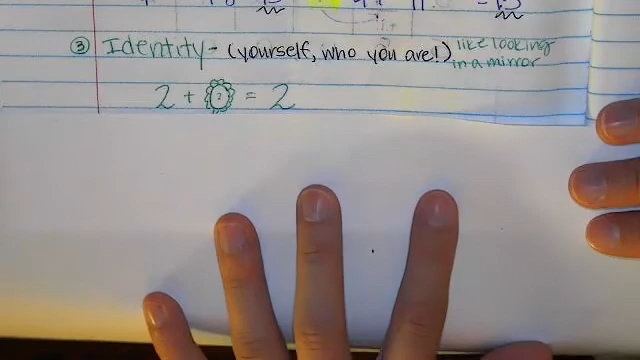 ③ Identity - (yourself, who you are!) like looking
in a mirror
2 + ? = 2